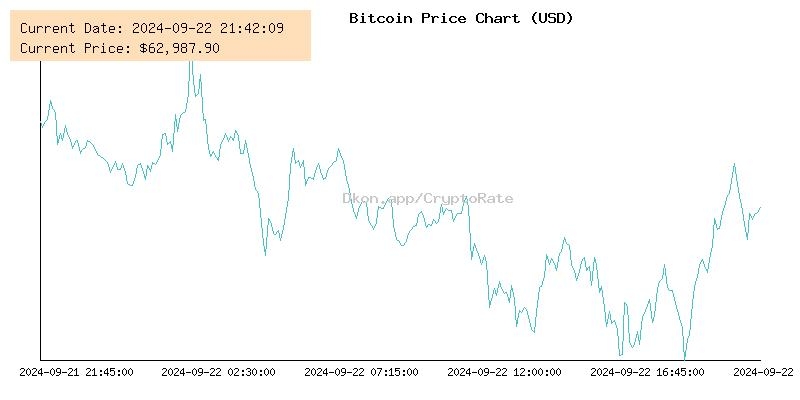 Bitcoin Price Chart (USD)
Current Date: 2024-09-22 21:42:09
Current Price: $62,987.90
Dkon.app/CryptoRate
2024-09-21 21:45:00
2024-09-22 02:30:00
2024-09-22 07:15:00
2024-09-22 12:00:00
2024-09-22 16:45:00
2024-09-22